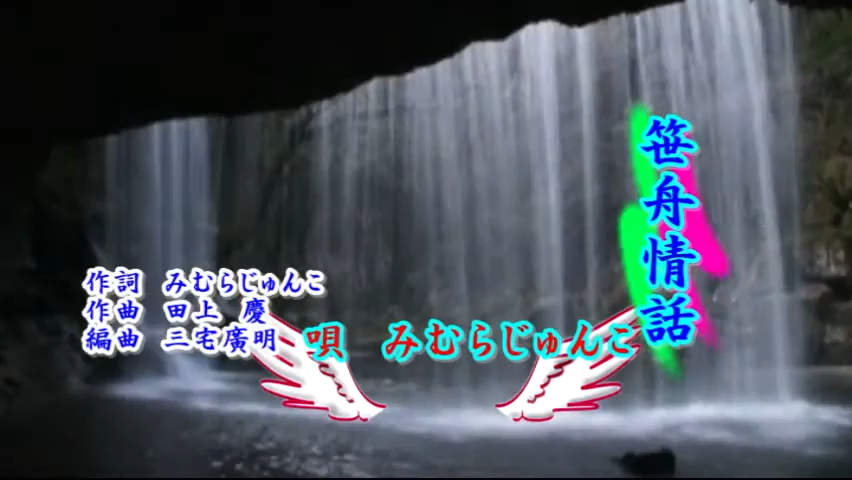 笹舟情話
作詞　みむらじゅんこ
作曲　田上　慶
編曲　三宅廣明
唄　みむらじゅんこ